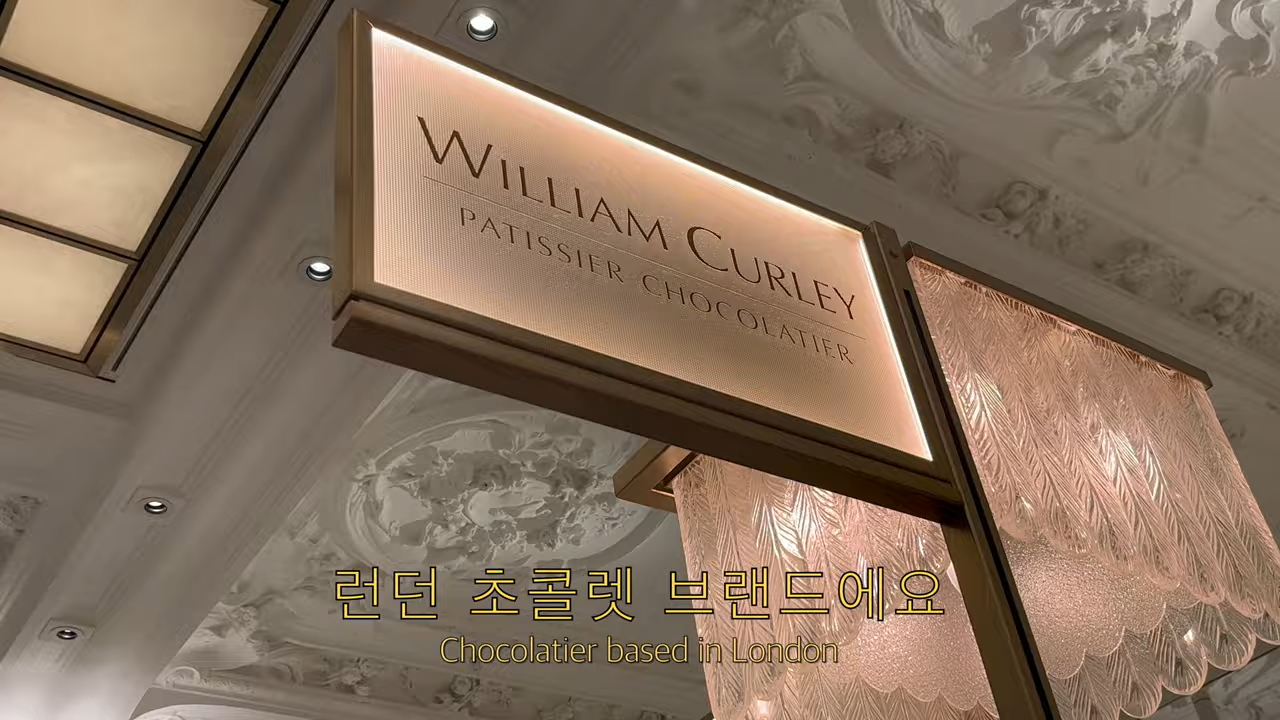 WILLIAM CURLEY
PATISSIER CHOCOLATIER
런던 초콜렛 브랜드에요
Chocolatier based in London